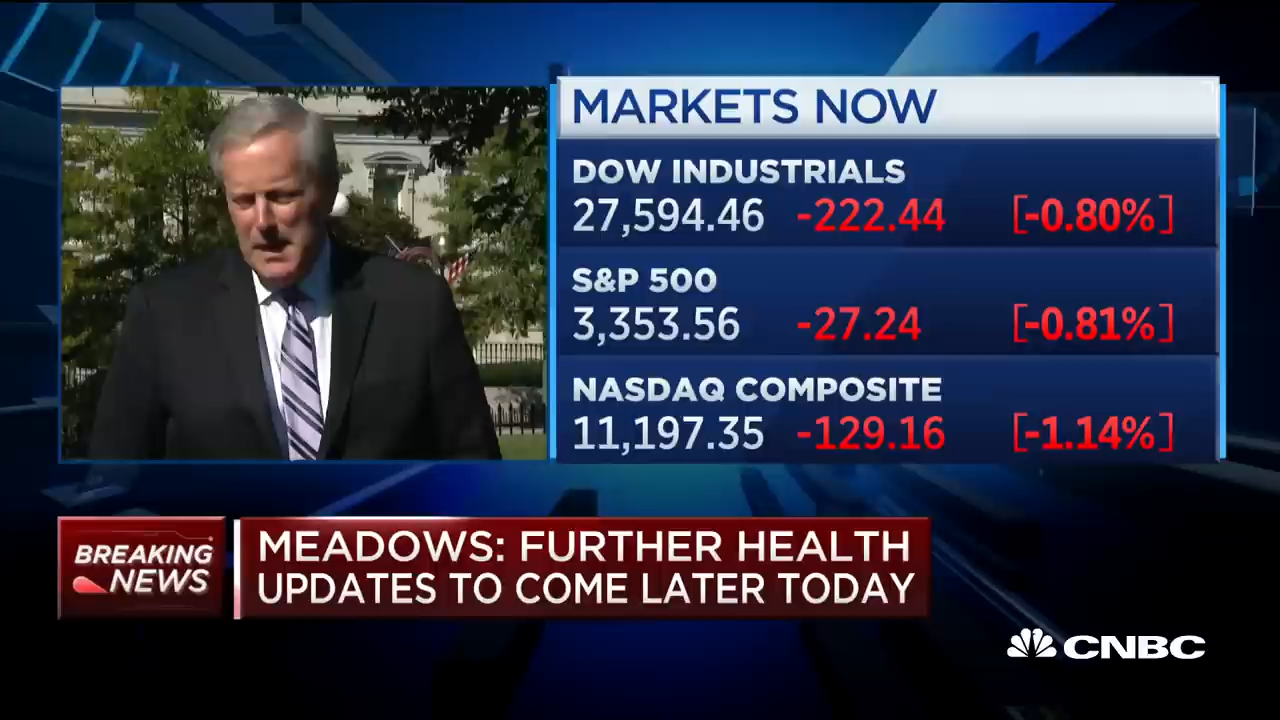 MARKETS NOW
DOW INDUSTRIALS
27,594.46 -222.44 [-0.80%]
S&P 500
3,353.56 -27.24 [-0.81%]
NASDAQ COMPOSITE
11,197.35 -129.16 [-1.14%]
BREAKING
NEWS
MEADOWS: FURTHER HEALTH
UPDATES TO COME LATER TODAY
CNBC